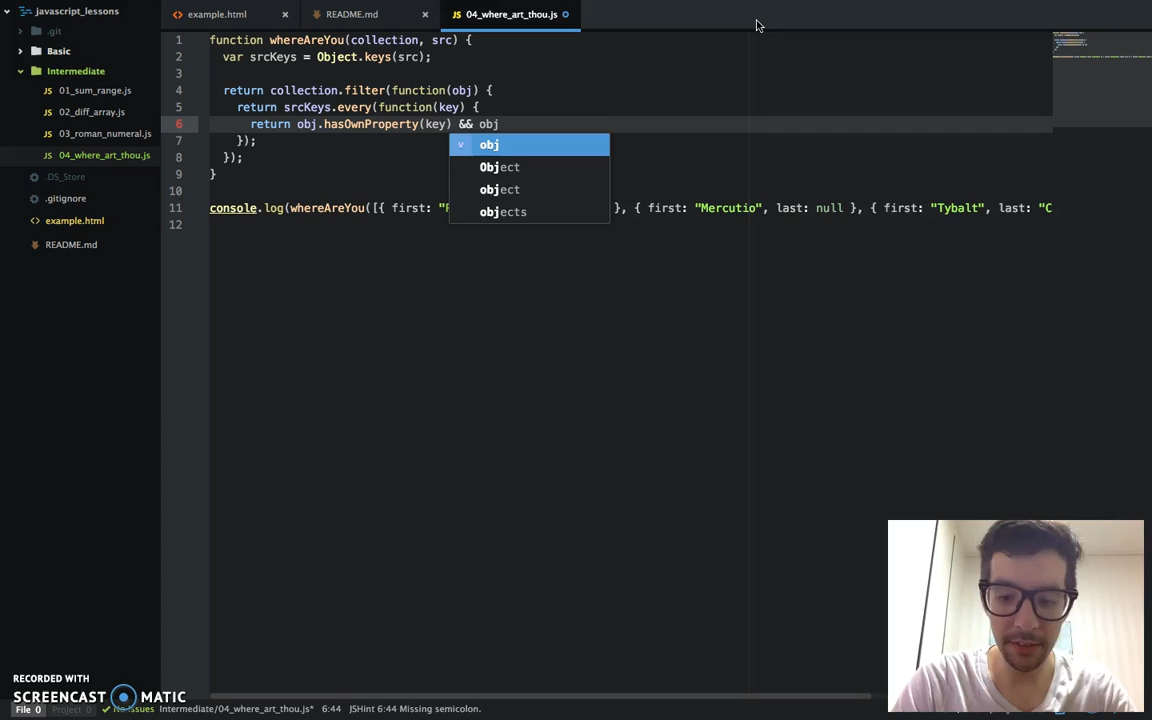 javascript_lessons
.git
Basic
Intermediate
01_sum_range.js
02_diff_array.js
03_roman_numeral.js
04_where_art_thou.js
.DS_Store
.gitignore
example.html
README.md
example.html
README.md
04_where_art_thou.js
1 function whereAreYou(collection, src) {
2 var srcKeys = Object.keys(src);
3
4 return collection.filter(function(obj) {
5 return srcKeys.every(function(key) {
6 return obj.hasOwnProperty(key) && obj
7 });
8 });
9 }
10
11 console.log(whereAreYou([{ first: " }, { first: "Mercutio", last: null }, { first: "Tybalt", last: "C
12
obj
Object
object
objects
RECORDED WITH
SCREENCAST MATIC
File 0 Project 0 No Issues Intermediate/04_where_art_thou.js* 6:44 JSHint 6:44 Missing semicolon.